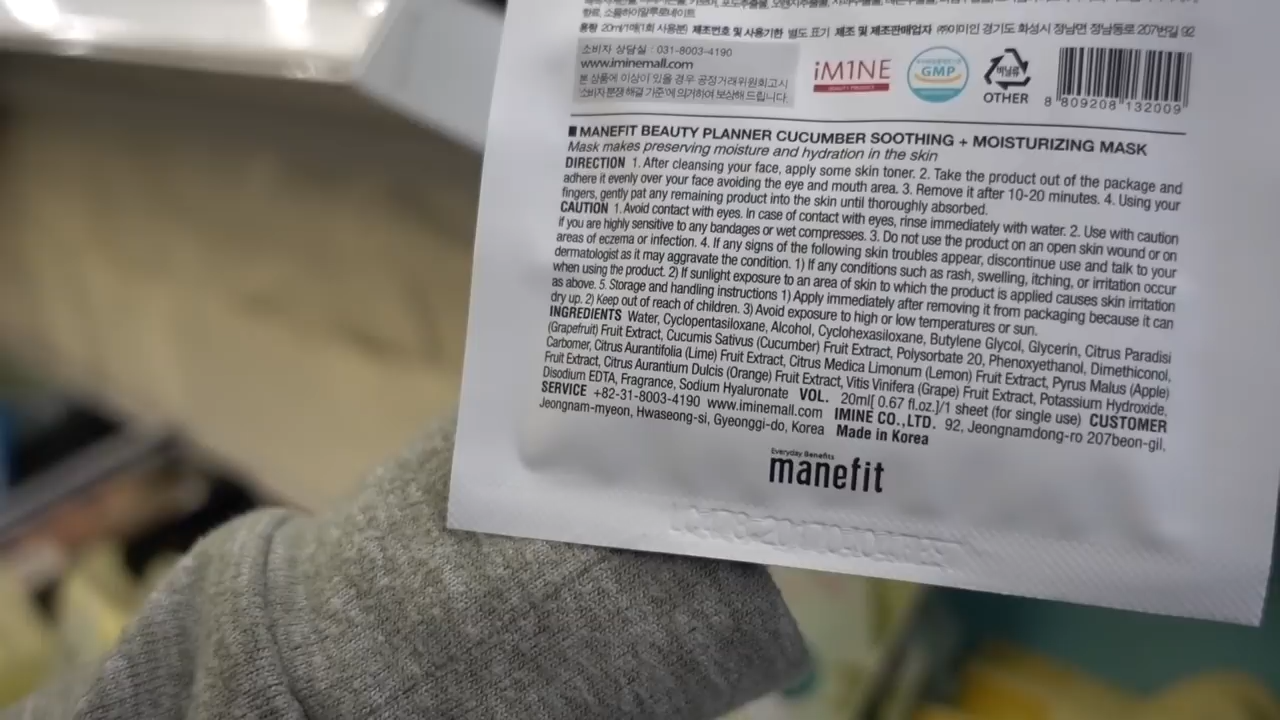 향료, 소듐하이알루로네이트
용량 20ml/1매(1회 사용분) 제조번호 및 사용기한 별도 표기 제조 및 제조판매업자 ㈜이미인 경기도 화성시 정남면 정남동로 207번길 92
소비자 상담실 : 031-8003-4190
www.iminemall.com
본 상품에 이상이 있을 경우 공정거래위원회고시
소비자 분쟁 해결 기준'에 의거하여 보상해 드립니다.
iM1NE
BEAUTY PRODUCT
GMP
비닐류
OTHER
8 809208 132009
■ MANEFIT BEAUTY PLANNER CUCUMBER SOOTHING + MOISTURIZING MASK
Mask makes preserving moisture and hydration in the skin
DIRECTION 1. After cleansing your face, apply some skin toner. 2. Take the product out of the package and
adhere it evenly over your face avoiding the eye and mouth area. 3. Remove it after 10-20 minutes. 4. Using your
fingers, gently pat any remaining product into the skin until thoroughly absorbed.
CAUTION 1. Avoid contact with eyes. In case of contact with eyes, rinse immediately with water. 2. Use with caution
if you are highly sensitive to any bandages or wet compresses. 3. Do not use the product on an open skin wound or on
areas of eczema or infection. 4. If any signs of the following skin troubles appear, discontinue use and talk to your
dermatologist as it may aggravate the condition. 1) If any conditions such as rash, swelling, itching, or irritation occur
when using the product. 2) If sunlight exposure to an area of skin to which the product is applied causes skin irritation
as above. 5. Storage and handling instructions 1) Apply immediately after removing it from packaging because it can
dry up. 2) Keep out of reach of children. 3) Avoid exposure to high or low temperatures or sun.
INGREDIENTS Water, Cyclopentasiloxane, Alcohol, Cyclohexasiloxane, Butylene Glycol, Glycerin, Citrus Paradisi
(Grapefruit) Fruit Extract, Cucumis Sativus (Cucumber) Fruit Extract, Polysorbate 20, Phenoxyethanol, Dimethiconol,
Carbomer, Citrus Aurantifolia (Lime) Fruit Extract, Citrus Medica Limonum (Lemon) Fruit Extract, Pyrus Malus (Apple)
Fruit Extract, Citrus Aurantium Dulcis (Orange) Fruit Extract, Vitis Vinifera (Grape) Fruit Extract, Potassium Hydroxide,
Disodium EDTA, Fragrance, Sodium Hyaluronate VOL. 20ml[ 0.67 fl.oz.]/1 sheet (for single use) CUSTOMER
SERVICE +82-31-8003-4190 www.iminemall.com IMINE CO.,LTD. 92, Jeongnamdong-ro 207beon-gil,
Jeongnam-myeon, Hwaseong-si, Gyeonggi-do, Korea Made in Korea
Everyday Benefits
manefit